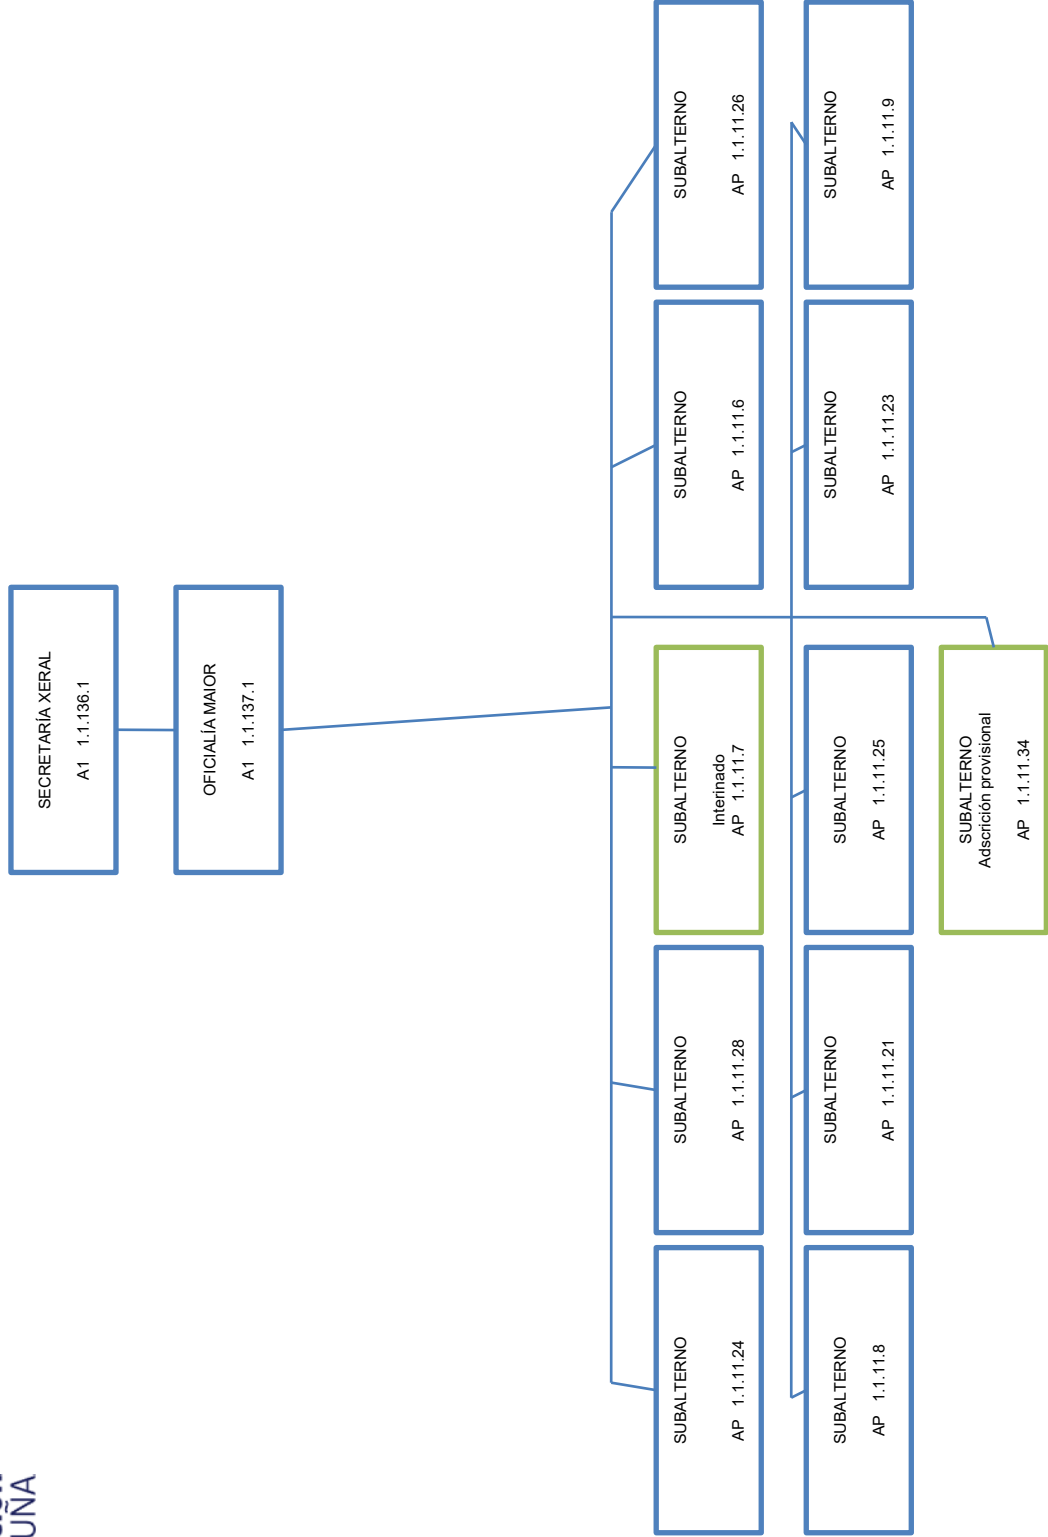 UÑA
SECRETARÍA XERAL
A1 1.1.136.1
OFICIALÍA MAIOR
A1 1.1.137.1
SUBALTERNO
AP 1.1.11.24
SUBALTERNO
AP 1.1.11.28
SUBALTERNO
Interinado
AP 1.1.11.7
SUBALTERNO
AP 1.1.11.6
SUBALTERNO
AP 1.1.11.26
SUBALTERNO
AP 1.1.11.8
SUBALTERNO
AP 1.1.11.21
SUBALTERNO
AP 1.1.11.25
SUBALTERNO
AP 1.1.11.23
SUBALTERNO
AP 1.1.11.9
SUBALTERNO
Adscrición provisional
AP 1.1.11.34